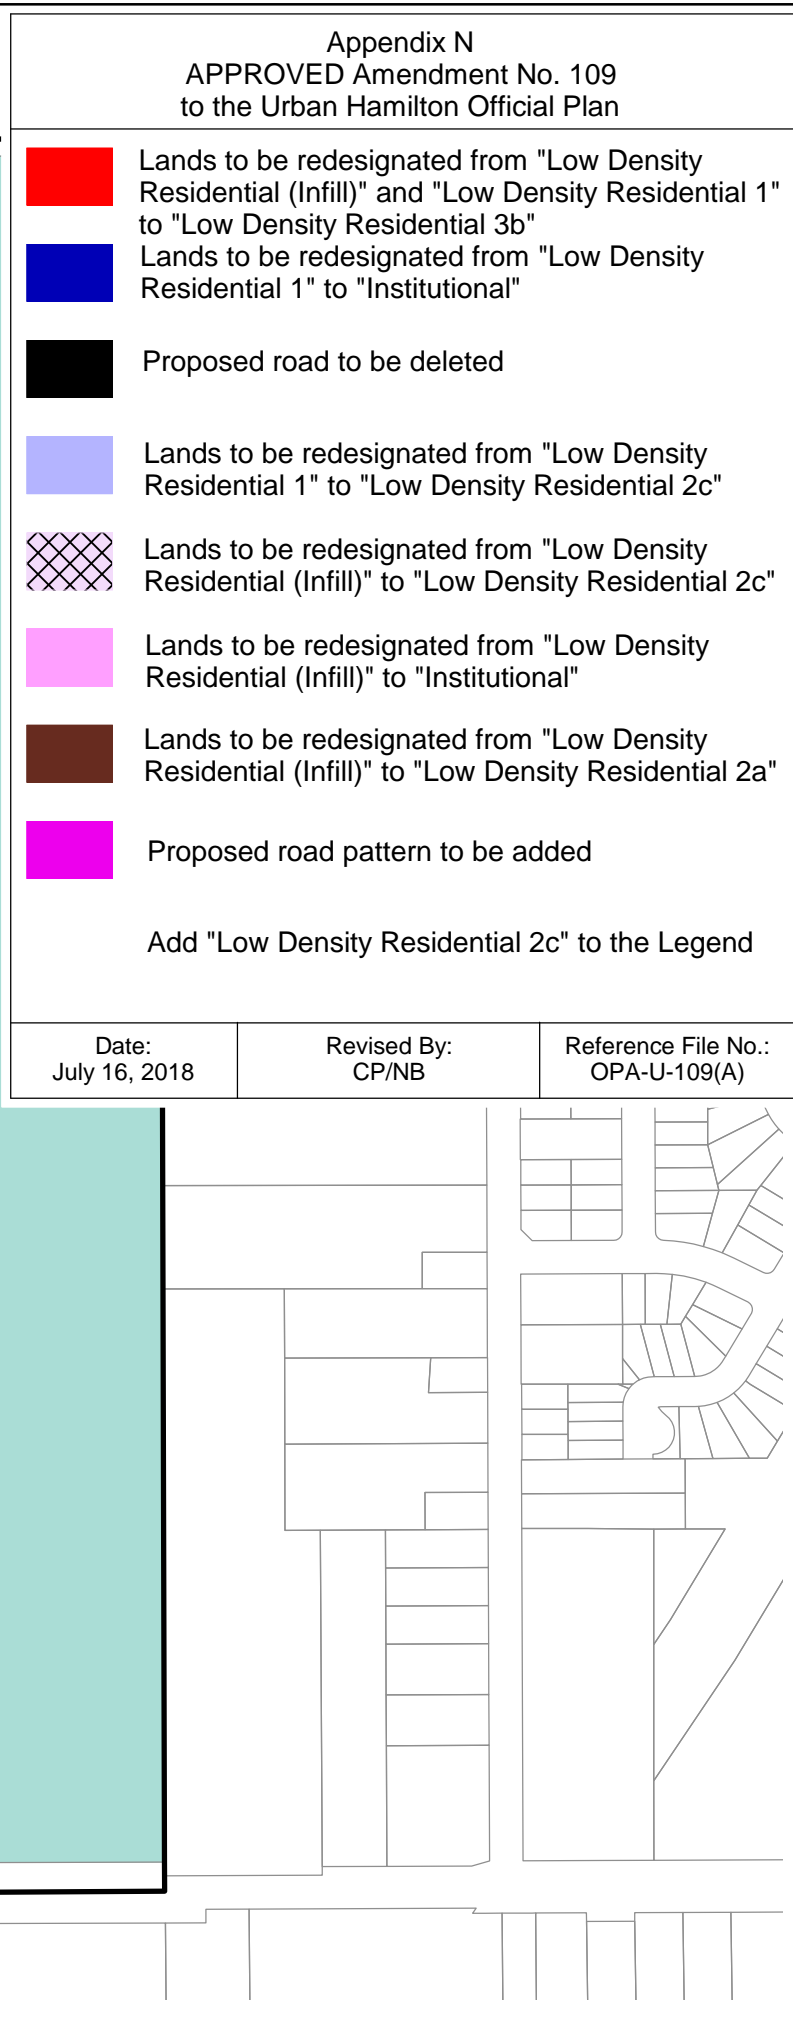 Appendix N
APPROVED Amendment No. 109
to the Urban Hamilton Official Plan
Lands to be redesignated from "Low Density
Residential (Infill)" and "Low Density Residential 1"
to "Low Density Residential 3b"
Lands to be redesignated from "Low Density
Residential 1" to "Institutional"
Proposed road to be deleted
Lands to be redesignated from "Low Density
Residential 1" to "Low Density Residential 2c"
Lands to be redesignated from "Low Density
Residential (Infill)" to "Low Density Residential 2c"
Lands to be redesignated from "Low Density
Residential (Infill)" to "Institutional"
Lands to be redesignated from "Low Density
Residential (Infill)" to "Low Density Residential 2a"
Proposed road pattern to be added
Add "Low Density Residential 2c" to the Legend
Date:
July 16, 2018
Revised By:
CP/NB
Reference File No.:
OPA-U-109(A)